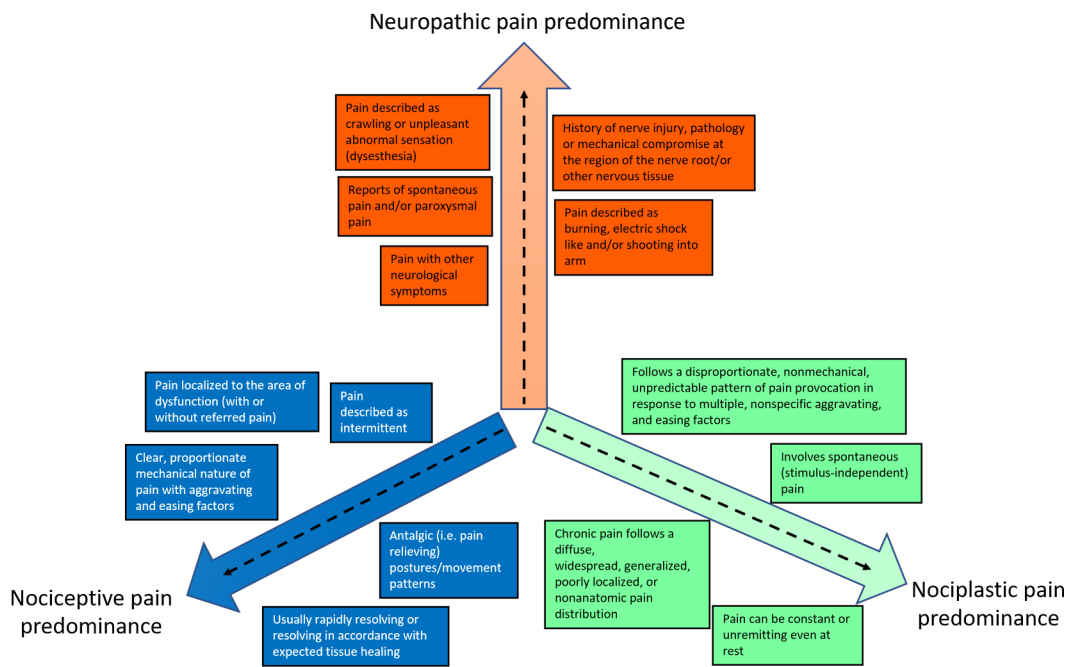 Neuropathic pain predominance
Pain described as
crawling or unpleasant
abnormal sensation
(dysesthesia)
History of nerve injury, pathology
or mechanical compromise at
the region of the nerve root/or
other nervous tissue
Reports of spontaneous
pain and/or paroxysmal
pain
Pain described as
burning, electric shock
like and/or shooting into
arm
Pain with other
neurological
symptoms
Pain localized to the area of
dysfunction (with or
without referred pain)
Pain
described as
intermittent
Clear, proportionate
mechanical nature of
pain with aggravating
and easing factors
Antalgic (i.e. pain
relieving)
postures/movement
patterns
Usually rapidly resolving or
resolving in accordance with
expected tissue healing
Nociceptive pain
predominance
Follows a disproportionate, nonmechanical,
unpredictable pattern of pain provocation in
response to multiple, nonspecific aggravating,
and easing factors
Involves spontaneous
(stimulus-independent)
pain
Chronic pain follows a
diffuse,
widespread, generalized,
poorly localized, or
nonanatomic pain
distribution
Pain can be constant or
unremitting even at
rest
Nociplastic pain
predominance